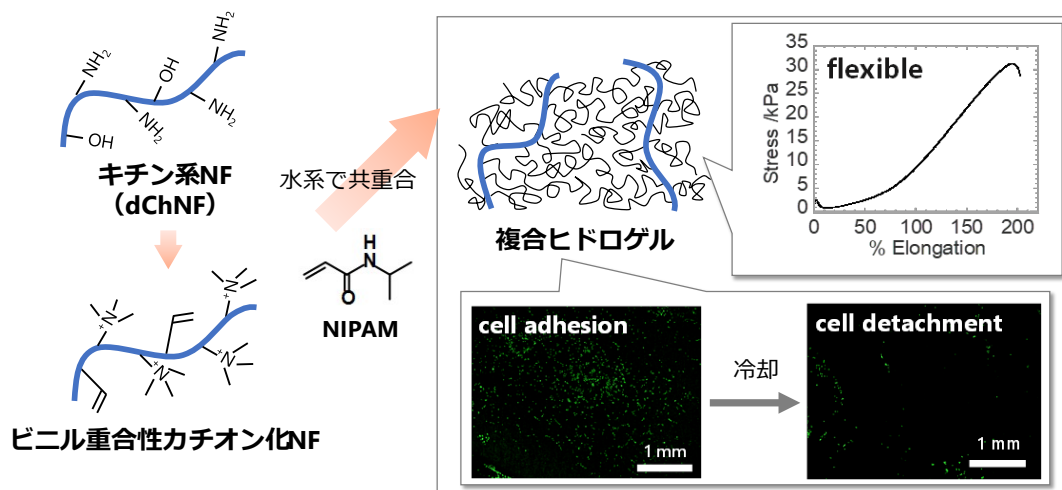 NH₂
NH₂
OH
NH₂
NH₂
OH
キチン系NF
（dChNF）
水系で共重合
H
N
O
NIPAM
N⁺
N⁺
N⁺
N⁺
ビニル重合性カチオン化NF
複合ヒドロゲル
flexible
Stress /kPa
35
30
25
20
15
10
5
0
0
50
100
150
200
% Elongation
cell adhesion
1 mm
冷却
cell detachment
1 mm